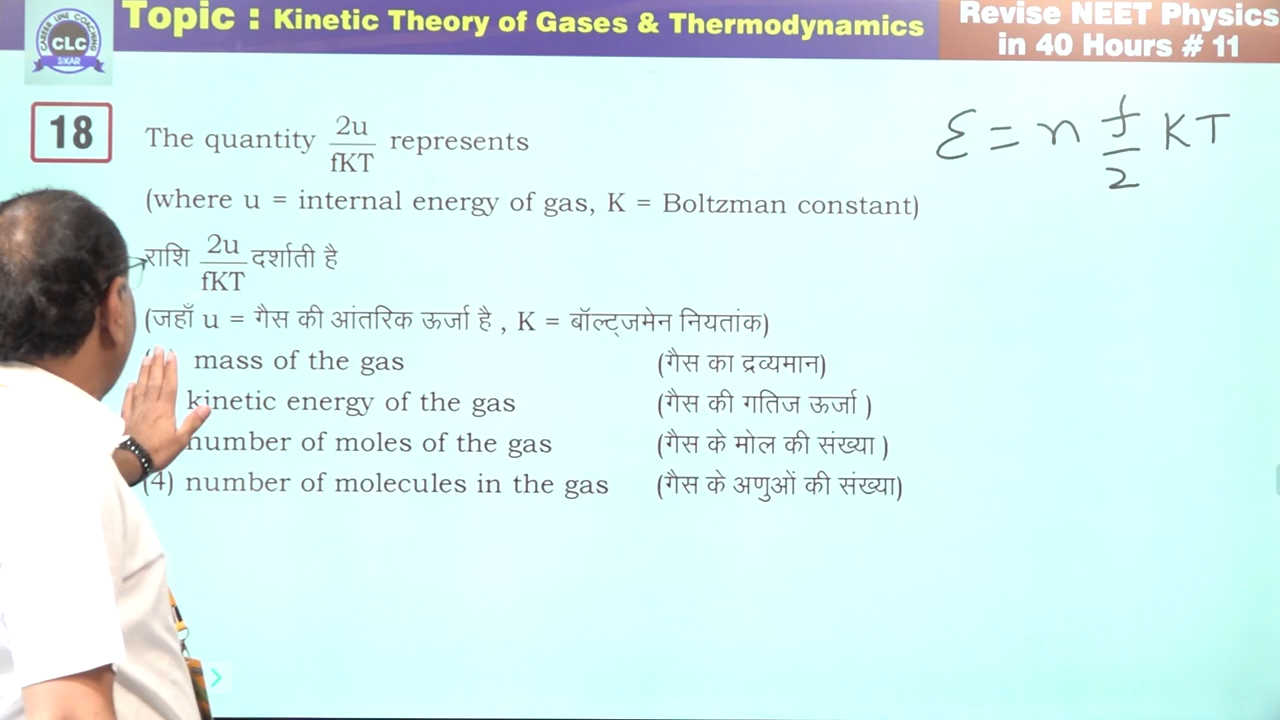 CAREER LINE COACHING
CLC
SIKAR
Topic : Kinetic Theory of Gases & Thermodynamics
Revise NEET Physics
in 40 Hours # 11
18
The quantity 2u/fKT represents
ε = n f/2 KT
(where u = internal energy of gas, K = Boltzman constant)
राशि 2u/fKT दर्शाती है
(जहाँ u = गैस की आंतरिक ऊर्जा है , K = बॉल्ट्जमेन नियतांक)
mass of the gas (गैस का द्रव्यमान)
kinetic energy of the gas (गैस की गतिज ऊर्जा )
number of moles of the gas (गैस के मोल की संख्या )
(4) number of molecules in the gas (गैस के अणुओं की संख्या)